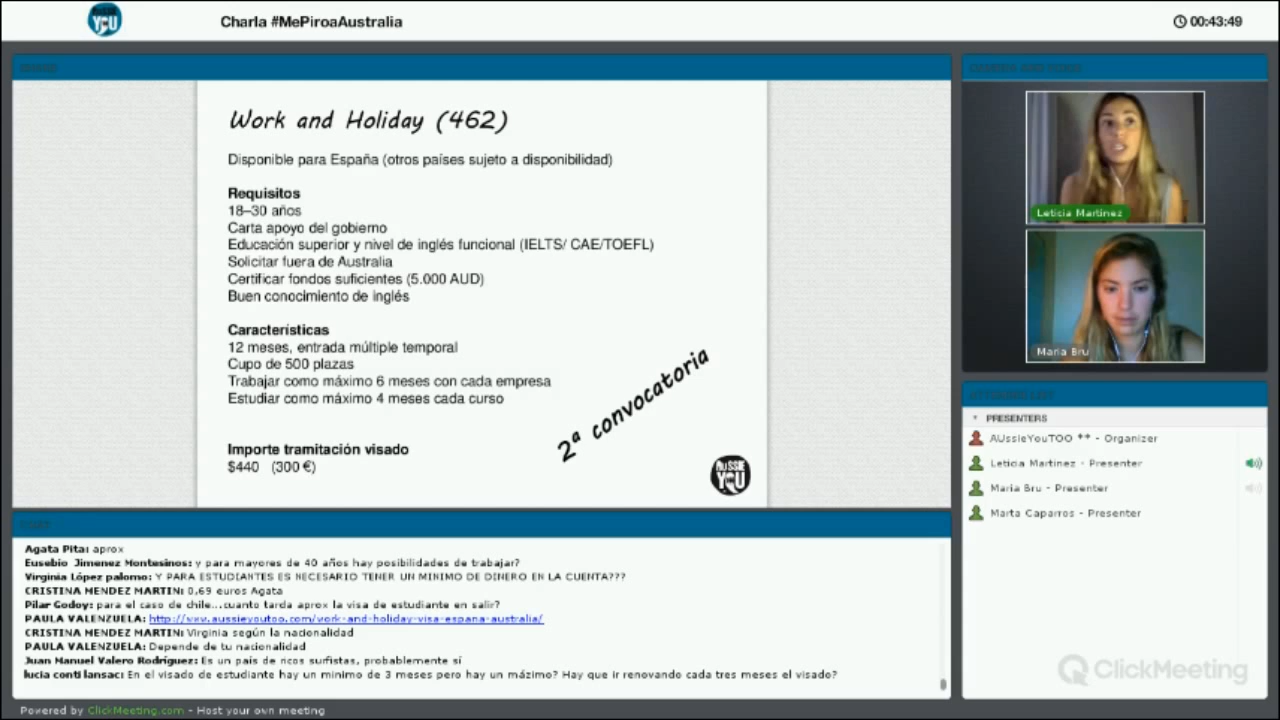 AUSSIE YOU
Charla #MePiroaAustralia
00:43:49
Work and Holiday (462)
Disponible para España (otros países sujeto a disponibilidad)
Requisitos
18–30 años
Carta apoyo del gobierno
Educación superior y nivel de inglés funcional (IELTS/ CAE/TOEFL)
Solicitar fuera de Australia
Certificar fondos suficientes (5.000 AUD)
Buen conocimiento de inglés
Características
12 meses, entrada múltiple temporal
Cupo de 500 plazas
Trabajar como máximo 6 meses con cada empresa
Estudiar como máximo 4 meses cada curso
2ª convocatoria
Importe tramitación visado
$440 (300 €)
AUSSIE YOU
Leticia Martinez
Maria Bru
ATTENDEE LIST
PRESENTERS
AUssieYouTOO ** - Organizer
Leticia Martinez - Presenter
Maria Bru - Presenter
Marta Caparros - Presenter
CHAT
Agata Pita: aprox
Eusebio Jimenez Montesinos: y para mayores de 40 años hay posibilidades de trabajar?
Virginia López palomo: Y PARA ESTUDIANTES ES NECESARIO TENER UN MINIMO DE DINERO EN LA CUENTA???
CRISTINA MENDEZ MARTIN: 0,69 euros Agata
Pilar Godoy: para el caso de chile...cuanto tarda aprox la visa de estudiante en salir?
PAULA VALENZUELA: http://www.aussieyoutoo.com/work-and-holiday-visa-espana-australia/
CRISTINA MENDEZ MARTIN: Virginia según la nacionalidad
PAULA VALENZUELA: Depende de tu nacionalidad
Juan Manuel Valero Rodríguez: Es un país de ricos surfistas, probablemente sí
lucia conti lansac: En el visado de estudiante hay un minimo de 3 meses pero hay un mázimo? Hay que ir renovando cada tres meses el visado?
ClickMeeting
Powered by ClickMeeting.com - Host your own meeting